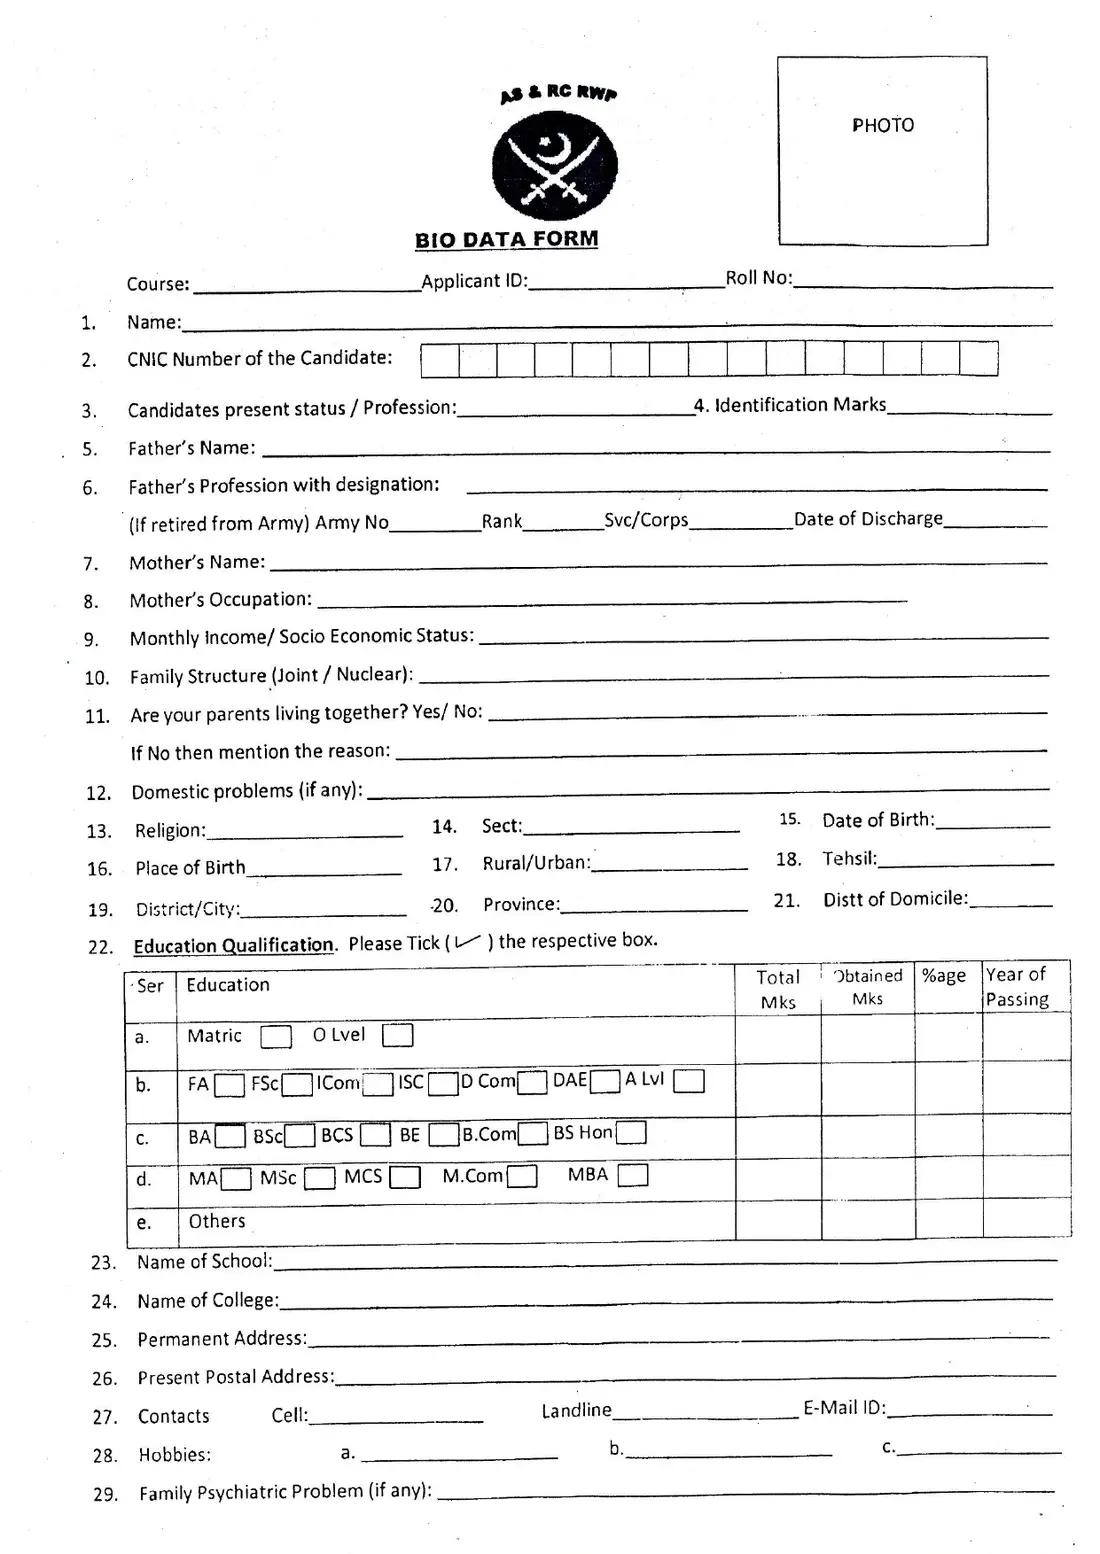 AS & RC RWP
PHOTO
BIO DATA FORM
Course: Applicant ID: Roll No:
1. Name:
2. CNIC Number of the Candidate:
3. Candidates present status / Profession: 4. Identification Marks
5. Father's Name:
6. Father's Profession with designation:
(If retired from Army) Army No Rank Svc/Corps Date of Discharge
7. Mother's Name:
8. Mother's Occupation:
9. Monthly Income/ Socio Economic Status:
10. Family Structure (Joint / Nuclear):
11. Are your parents living together? Yes/ No:
If No then mention the reason:
12. Domestic problems (if any):
13. Religion: 14. Sect: 15. Date of Birth:
16. Place of Birth 17. Rural/Urban: 18. Tehsil:
19. District/City: 20. Province: 21. Distt of Domicile:
22. Education Qualification. Please Tick ( ✓ ) the respective box.
Ser Education Total Mks Obtained Mks %age Year of Passing
a. Matric O Lvel
b. FA FSc ICom ISC D Com DAE A Lvl
c. BA BSc BCS BE B.Com BS Hon
d. MA MSc MCS M.Com MBA
e. Others
23. Name of School:
24. Name of College:
25. Permanent Address:
26. Present Postal Address:
27. Contacts Cell: Landline E-Mail ID:
28. Hobbies: a. b. c.
29. Family Psychiatric Problem (if any):